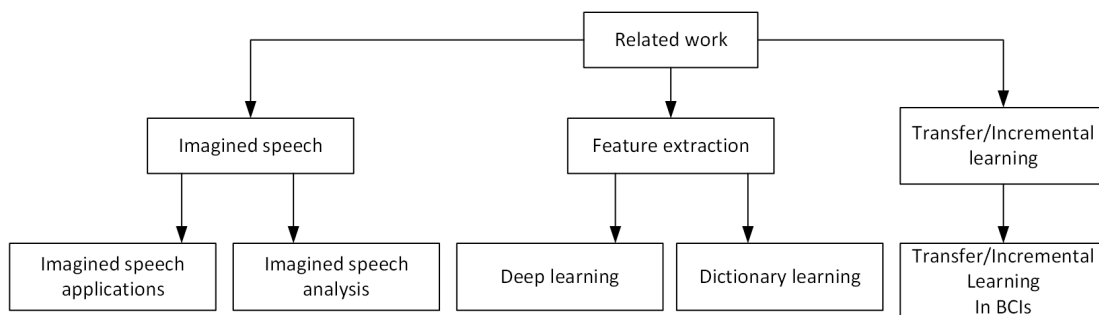 Related work
Imagined speech
Feature extraction
Transfer/Incremental
learning
Imagined speech
applications
Imagined speech
analysis
Deep learning
Dictionary learning
Transfer/Incremental
Learning
In BCIs